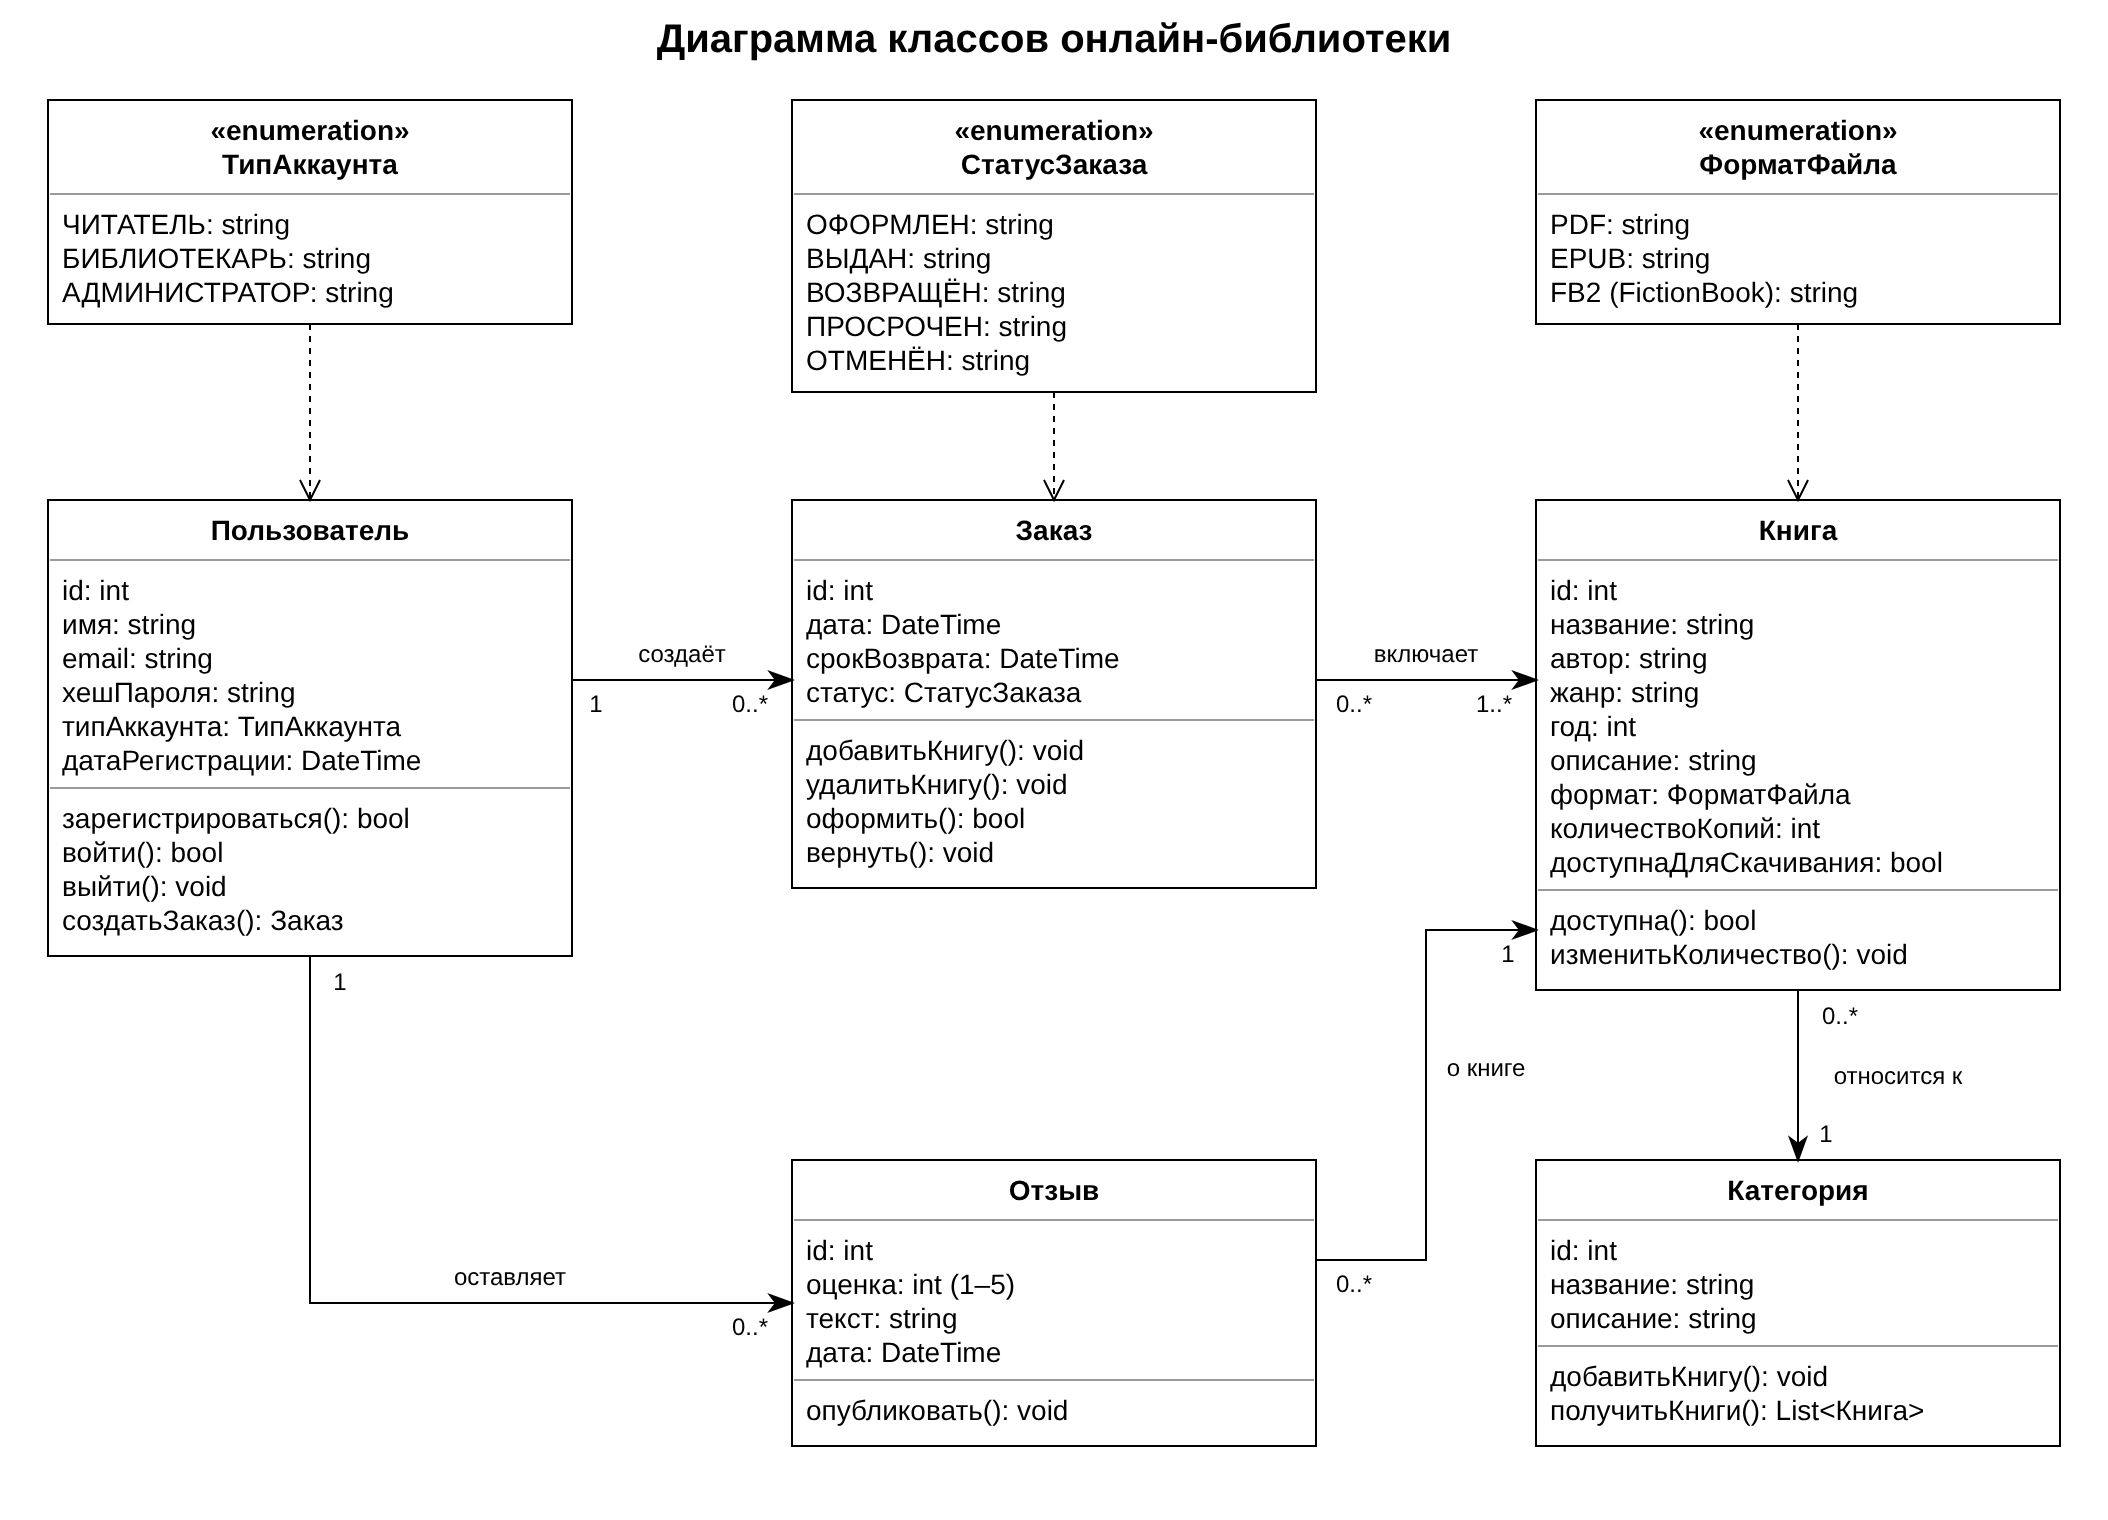 Диаграмма классов онлайн-библиотеки
«enumeration»
ТипАккаунта
ЧИТАТЕЛЬ: string
БИБЛИОТЕКАРЬ: string
АДМИНИСТРАТОР: string
«enumeration»
СтатусЗаказа
ОФОРМЛЕН: string
ВЫДАН: string
ВОЗВРАЩЁН: string
ПРОСРОЧЕН: string
ОТМЕНЁН: string
«enumeration»
ФорматФайла
PDF: string
EPUB: string
FB2 (FictionBook): string
Пользователь
id: int
имя: string
email: string
хешПароля: string
типАккаунта: ТипАккаунта
датаРегистрации: DateTime
зарегистрироваться(): bool
войти(): bool
выйти(): void
создатьЗаказ(): Заказ
создаёт
1
0..*
Заказ
id: int
дата: DateTime
срокВозврата: DateTime
статус: СтатусЗаказа
добавитьКнигу(): void
удалитьКнигу(): void
оформить(): bool
вернуть(): void
включает
0..*
1..*
Книга
id: int
название: string
автор: string
жанр: string
год: int
описание: string
формат: ФорматФайла
количествоКопий: int
доступнаДляСкачивания: bool
доступна(): bool
изменитьКоличество(): void
1
оставляет
0..*
Отзыв
id: int
оценка: int (1–5)
текст: string
дата: DateTime
опубликовать(): void
1
о книге
0..*
0..*
относится к
1
Категория
id: int
название: string
описание: string
добавитьКнигу(): void
получитьКниги(): List<Книга>